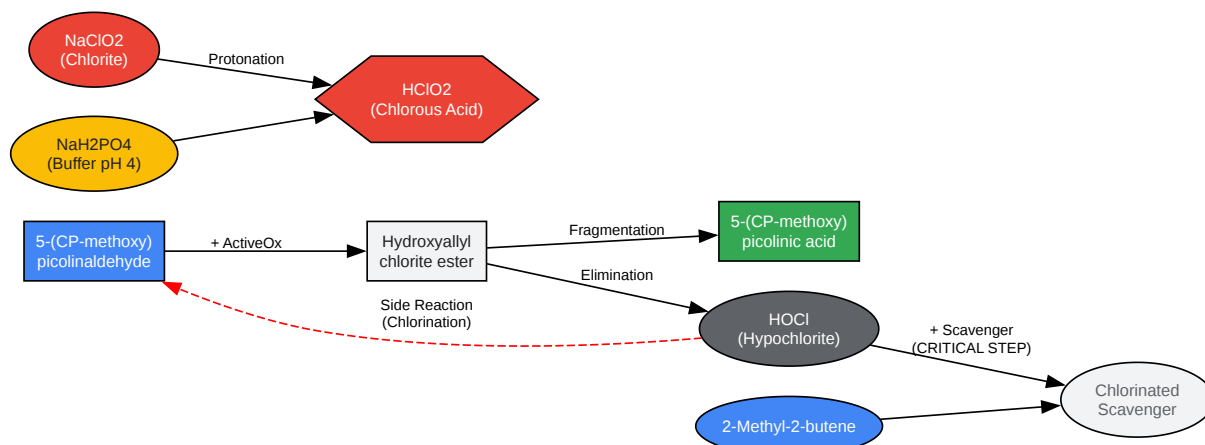 NaClO2
(Chlorite)
Protonation
HClO2
(Chlorous Acid)
NaH2PO4
(Buffer pH 4)
5-(CP-methoxy)
picolinaldehyde
+ ActiveOx
Hydroxyallyl
chlorite ester
Fragmentation
5-(CP-methoxy)
picolinic acid
Elimination
Side Reaction
(Chlorination)
HOCl
(Hypochlorite)
+ Scavenger
(CRITICAL STEP)
Chlorinated
Scavenger
2-Methyl-2-butene